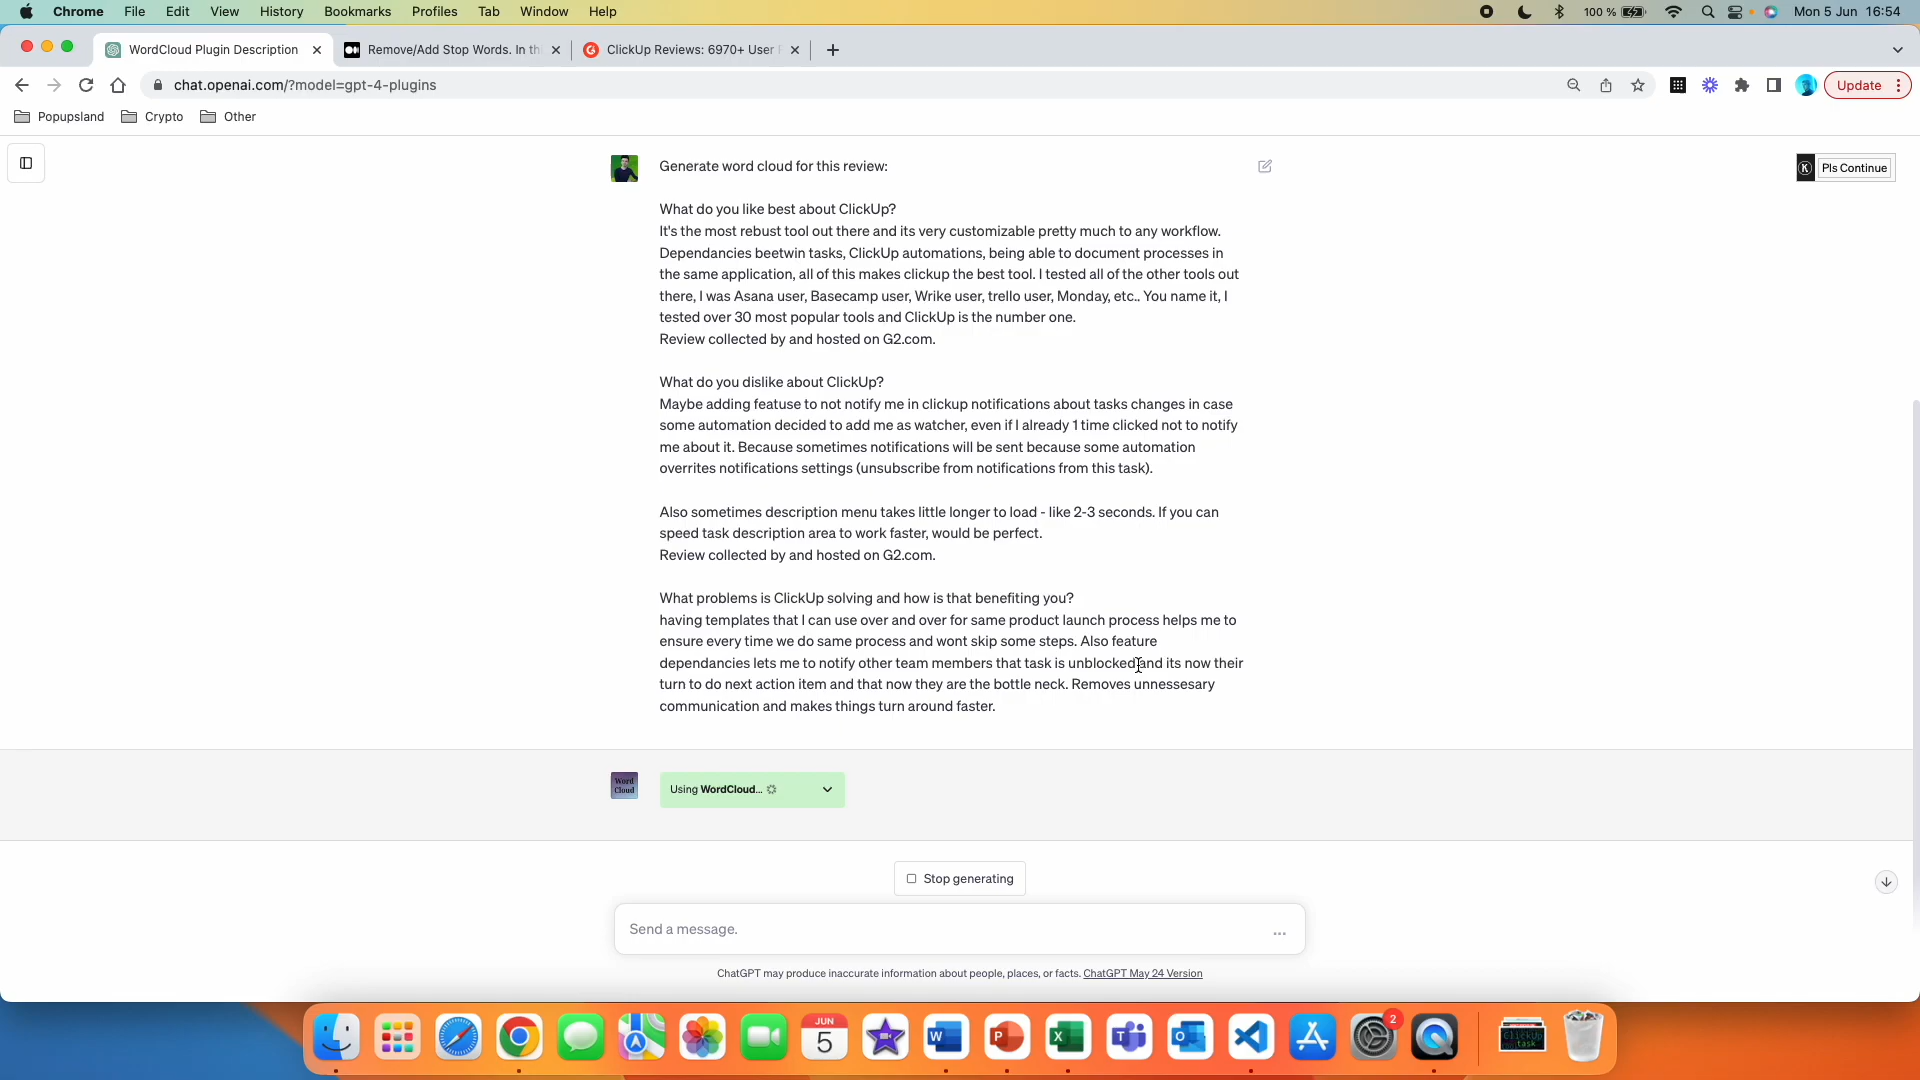 Chrome File Edit View History Bookmarks Profiles Tab Window Help 100 % Mon 5 Jun 16:54
WordCloud Plugin Description Remove/Add Stop Words. In th ClickUp Reviews: 6970+ User
chat.openai.com/?model=gpt-4-plugins Update
Popupsland Crypto Other
Generate word cloud for this review:
Pls Continue
What do you like best about ClickUp?
It's the most rebust tool out there and its very customizable pretty much to any workflow.
Dependancies beetwin tasks, ClickUp automations, being able to document processes in
the same application, all of this makes clickup the best tool. I tested all of the other tools out
there, I was Asana user, Basecamp user, Wrike user, trello user, Monday, etc.. You name it, I
tested over 30 most popular tools and ClickUp is the number one.
Review collected by and hosted on G2.com.
What do you dislike about ClickUp?
Maybe adding featuse to not notify me in clickup notifications about tasks changes in case
some automation decided to add me as watcher, even if I already 1 time clicked not to notify
me about it. Because sometimes notifications will be sent because some automation
overrites notifications settings (unsubscribe from notifications from this task).
Also sometimes description menu takes little longer to load - like 2-3 seconds. If you can
speed task description area to work faster, would be perfect.
Review collected by and hosted on G2.com.
What problems is ClickUp solving and how is that benefiting you?
having templates that I can use over and over for same product launch process helps me to
ensure every time we do same process and wont skip some steps. Also feature
dependancies lets me to notify other team members that task is unblocked and its now their
turn to do next action item and that now they are the bottle neck. Removes unnessesary
communication and makes things turn around faster.
Word
Cloud
Using WordCloud...
Stop generating
Send a message.
ChatGPT may produce inaccurate information about people, places, or facts. ChatGPT May 24 Version
JUN
5
W
P
X
2